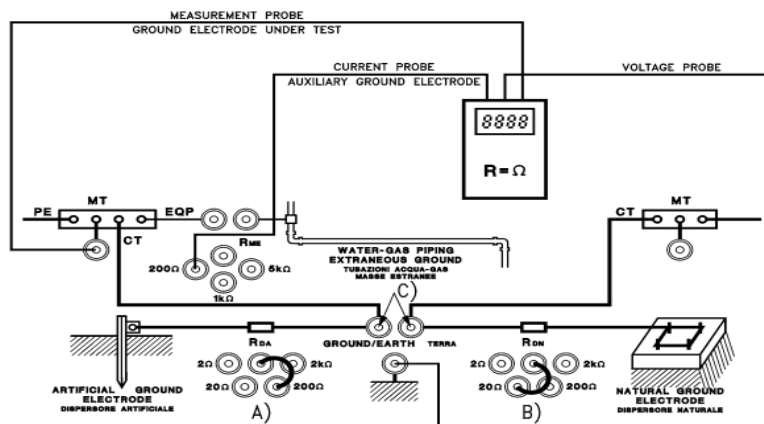 MEASUREMENT PROBE
GROUND ELECTRODE UNDER TEST
CURRENT PROBE
AUXILIARY GROUND ELECTRODE
VOLTAGE PROBE
8888
R=Ω
MT
PE
EQP
CT
RME
200Ω
5kΩ
1kΩ
WATER-GAS PIPING
EXTRANEOUS GROUND
TUBAZIONI ACQUA-GAS
MASSE ESTRANEE
CT
MT
C)
RDA
GROUND/EARTH TERRA
RDN
2Ω
2kΩ
20Ω
200Ω
A)
2Ω
2kΩ
20Ω
200Ω
B)
ARTIFICIAL GROUND
ELECTRODE
DISPERSORE ARTIFICIALE
NATURAL GROUND
ELECTRODE
DISPERSORE NATURALE